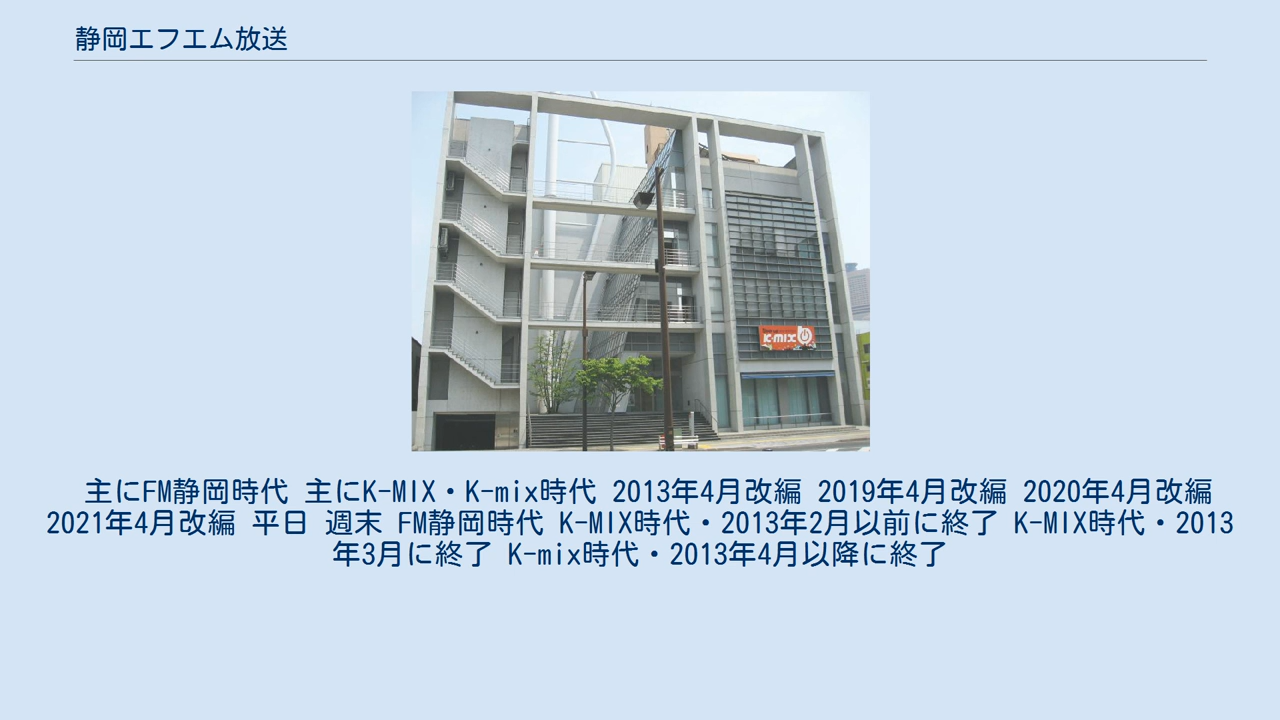 静岡エフエム放送
K-MIX
主にFM静岡時代 主にK-MIX・K-mix時代 2013年4月改編 2019年4月改編 2020年4月改編
2021年4月改編 平日 週末 FM静岡時代 K-MIX時代・2013年2月以前に終了 K-MIX時代・2013
年3月に終了 K-mix時代・2013年4月以降に終了